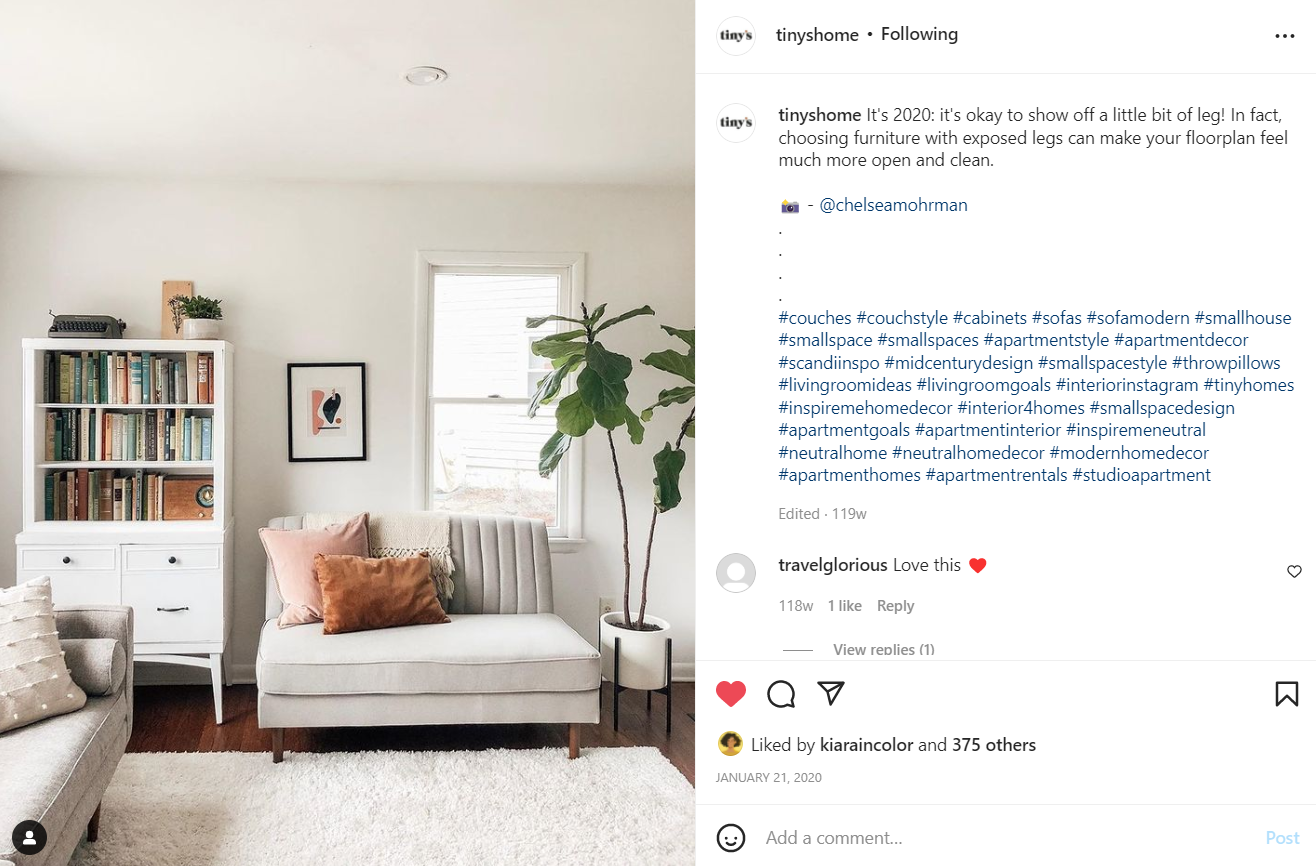 tiny's
tinyshome • Following
tiny's
tinyshome It's 2020: it's okay to show off a little bit of leg! In fact,
choosing furniture with exposed legs can make your floorplan feel
much more open and clean.
📸 - @chelseamohrman
.
.
.
.
#couches #couchstyle #cabinets #sofas #sofamodern #smallhouse
#smallspace #smallspaces #apartmentstyle #apartmentdecor
#scandiinspo #midcenturydesign #smallspacestyle #throwpillows
#livingroomideas #livingroomgoals #interiorinstagram #tinyhomes
#inspiremehomedecor #interior4homes #smallspacedesign
#apartmentgoals #apartmentinterior #inspiremeneutral
#neutralhome #neutralhomedecor #modernhomedecor
#apartmenthomes #apartmentrentals #studioapartment
Edited · 119w
travelglorious Love this ❤️
118w 1 like Reply
View replies (1)
Liked by kiaraincolor and 375 others
JANUARY 21, 2020
Add a comment... Post